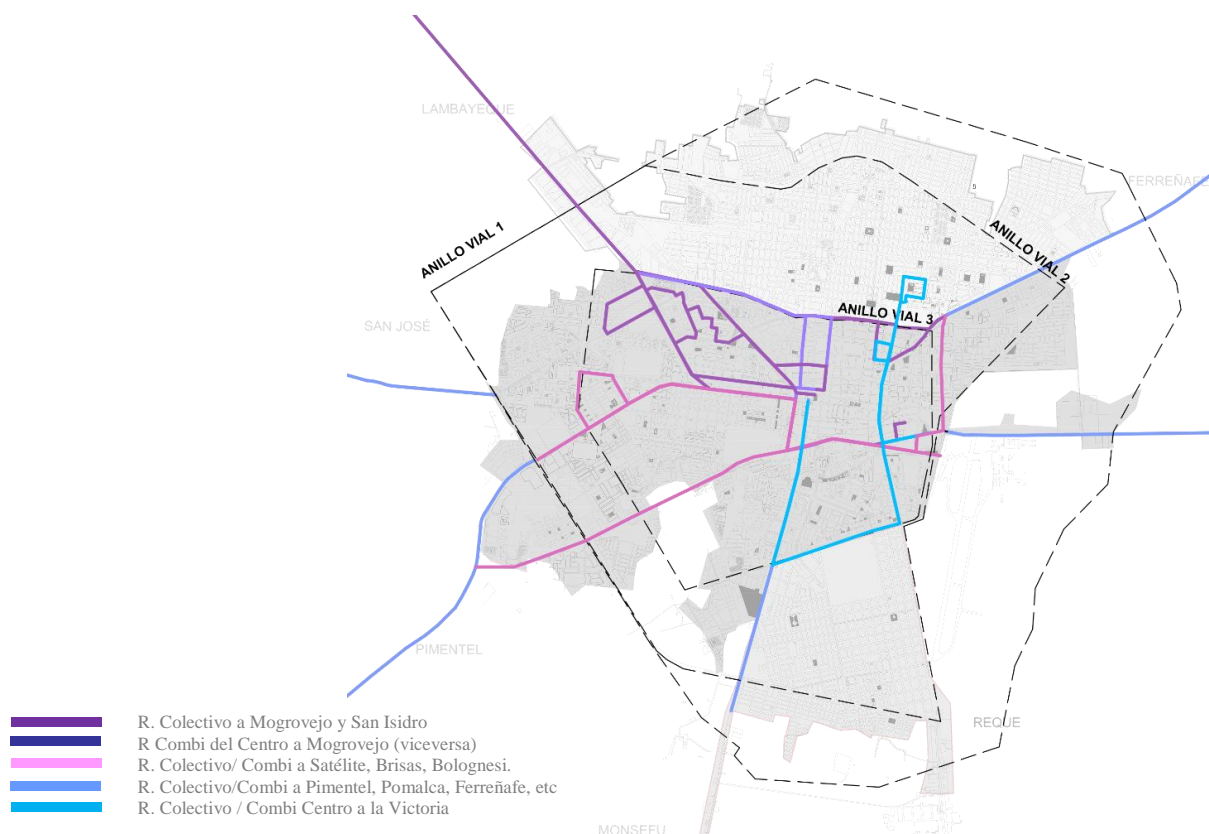 LAMBAYEQUE
FERREÑAFE
ANILLO VIAL 1
ANILLO VIAL 2
ANILLO VIAL 3
SAN JOSÉ
PIMENTEL
REQUE
MONSEFU
R. Colectivo a Mogrovejo y San Isidro
R Combi del Centro a Mogrovejo (viceversa)
R. Colectivo/ Combi a Satélite, Brisas, Bolognesi.
R. Colectivo/Combi a Pimentel, Pomalca, Ferreñafe, etc
R. Colectivo / Combi Centro a la Victoria